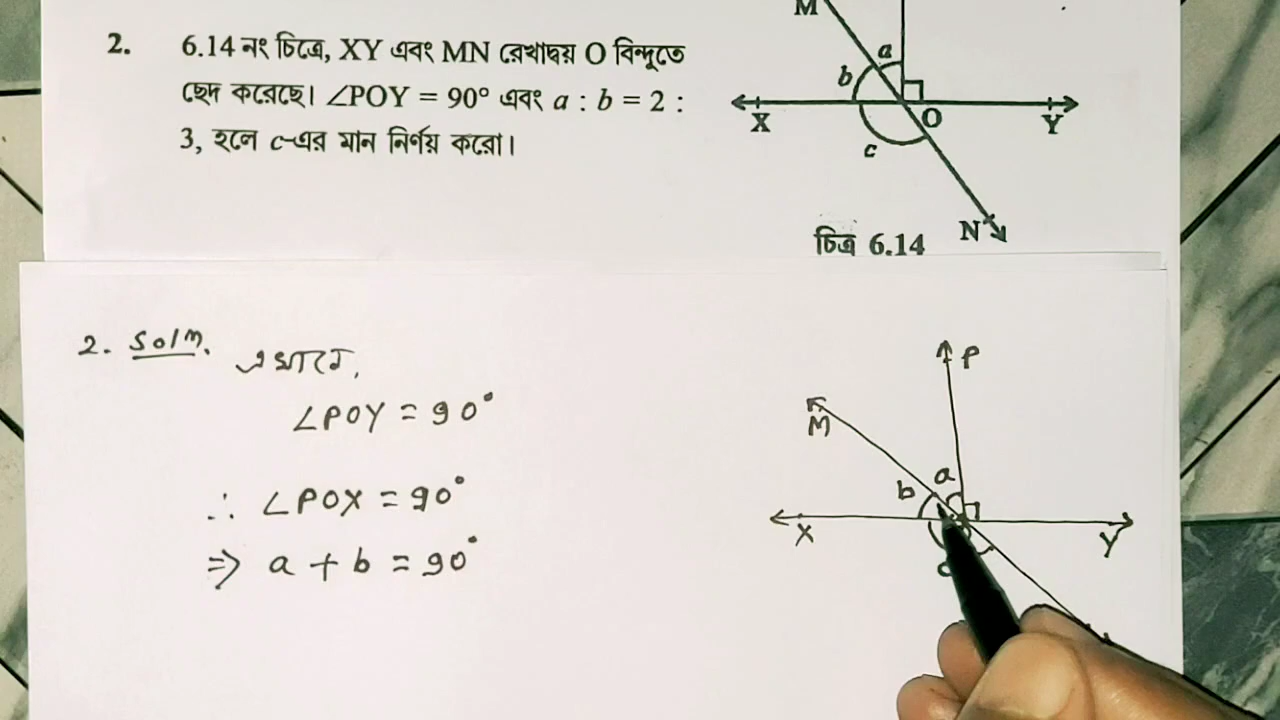 2. 6.14 নং চিত্রে, XY এবং MN রেখাদ্বয় O বিন্দুতে
ছেদ করেছে। ∠POY = 90° এবং a : b = 2 :
3, হলে c-এর মান নির্ণয় করো।
M
a
b
X
O
Y
c
N
চিত্র 6.14
2. Soln.
এখানে,
∠POY = 90°
∴ ∠POX = 90°
⇒ a + b = 90°
P
M
a
b
X
Y